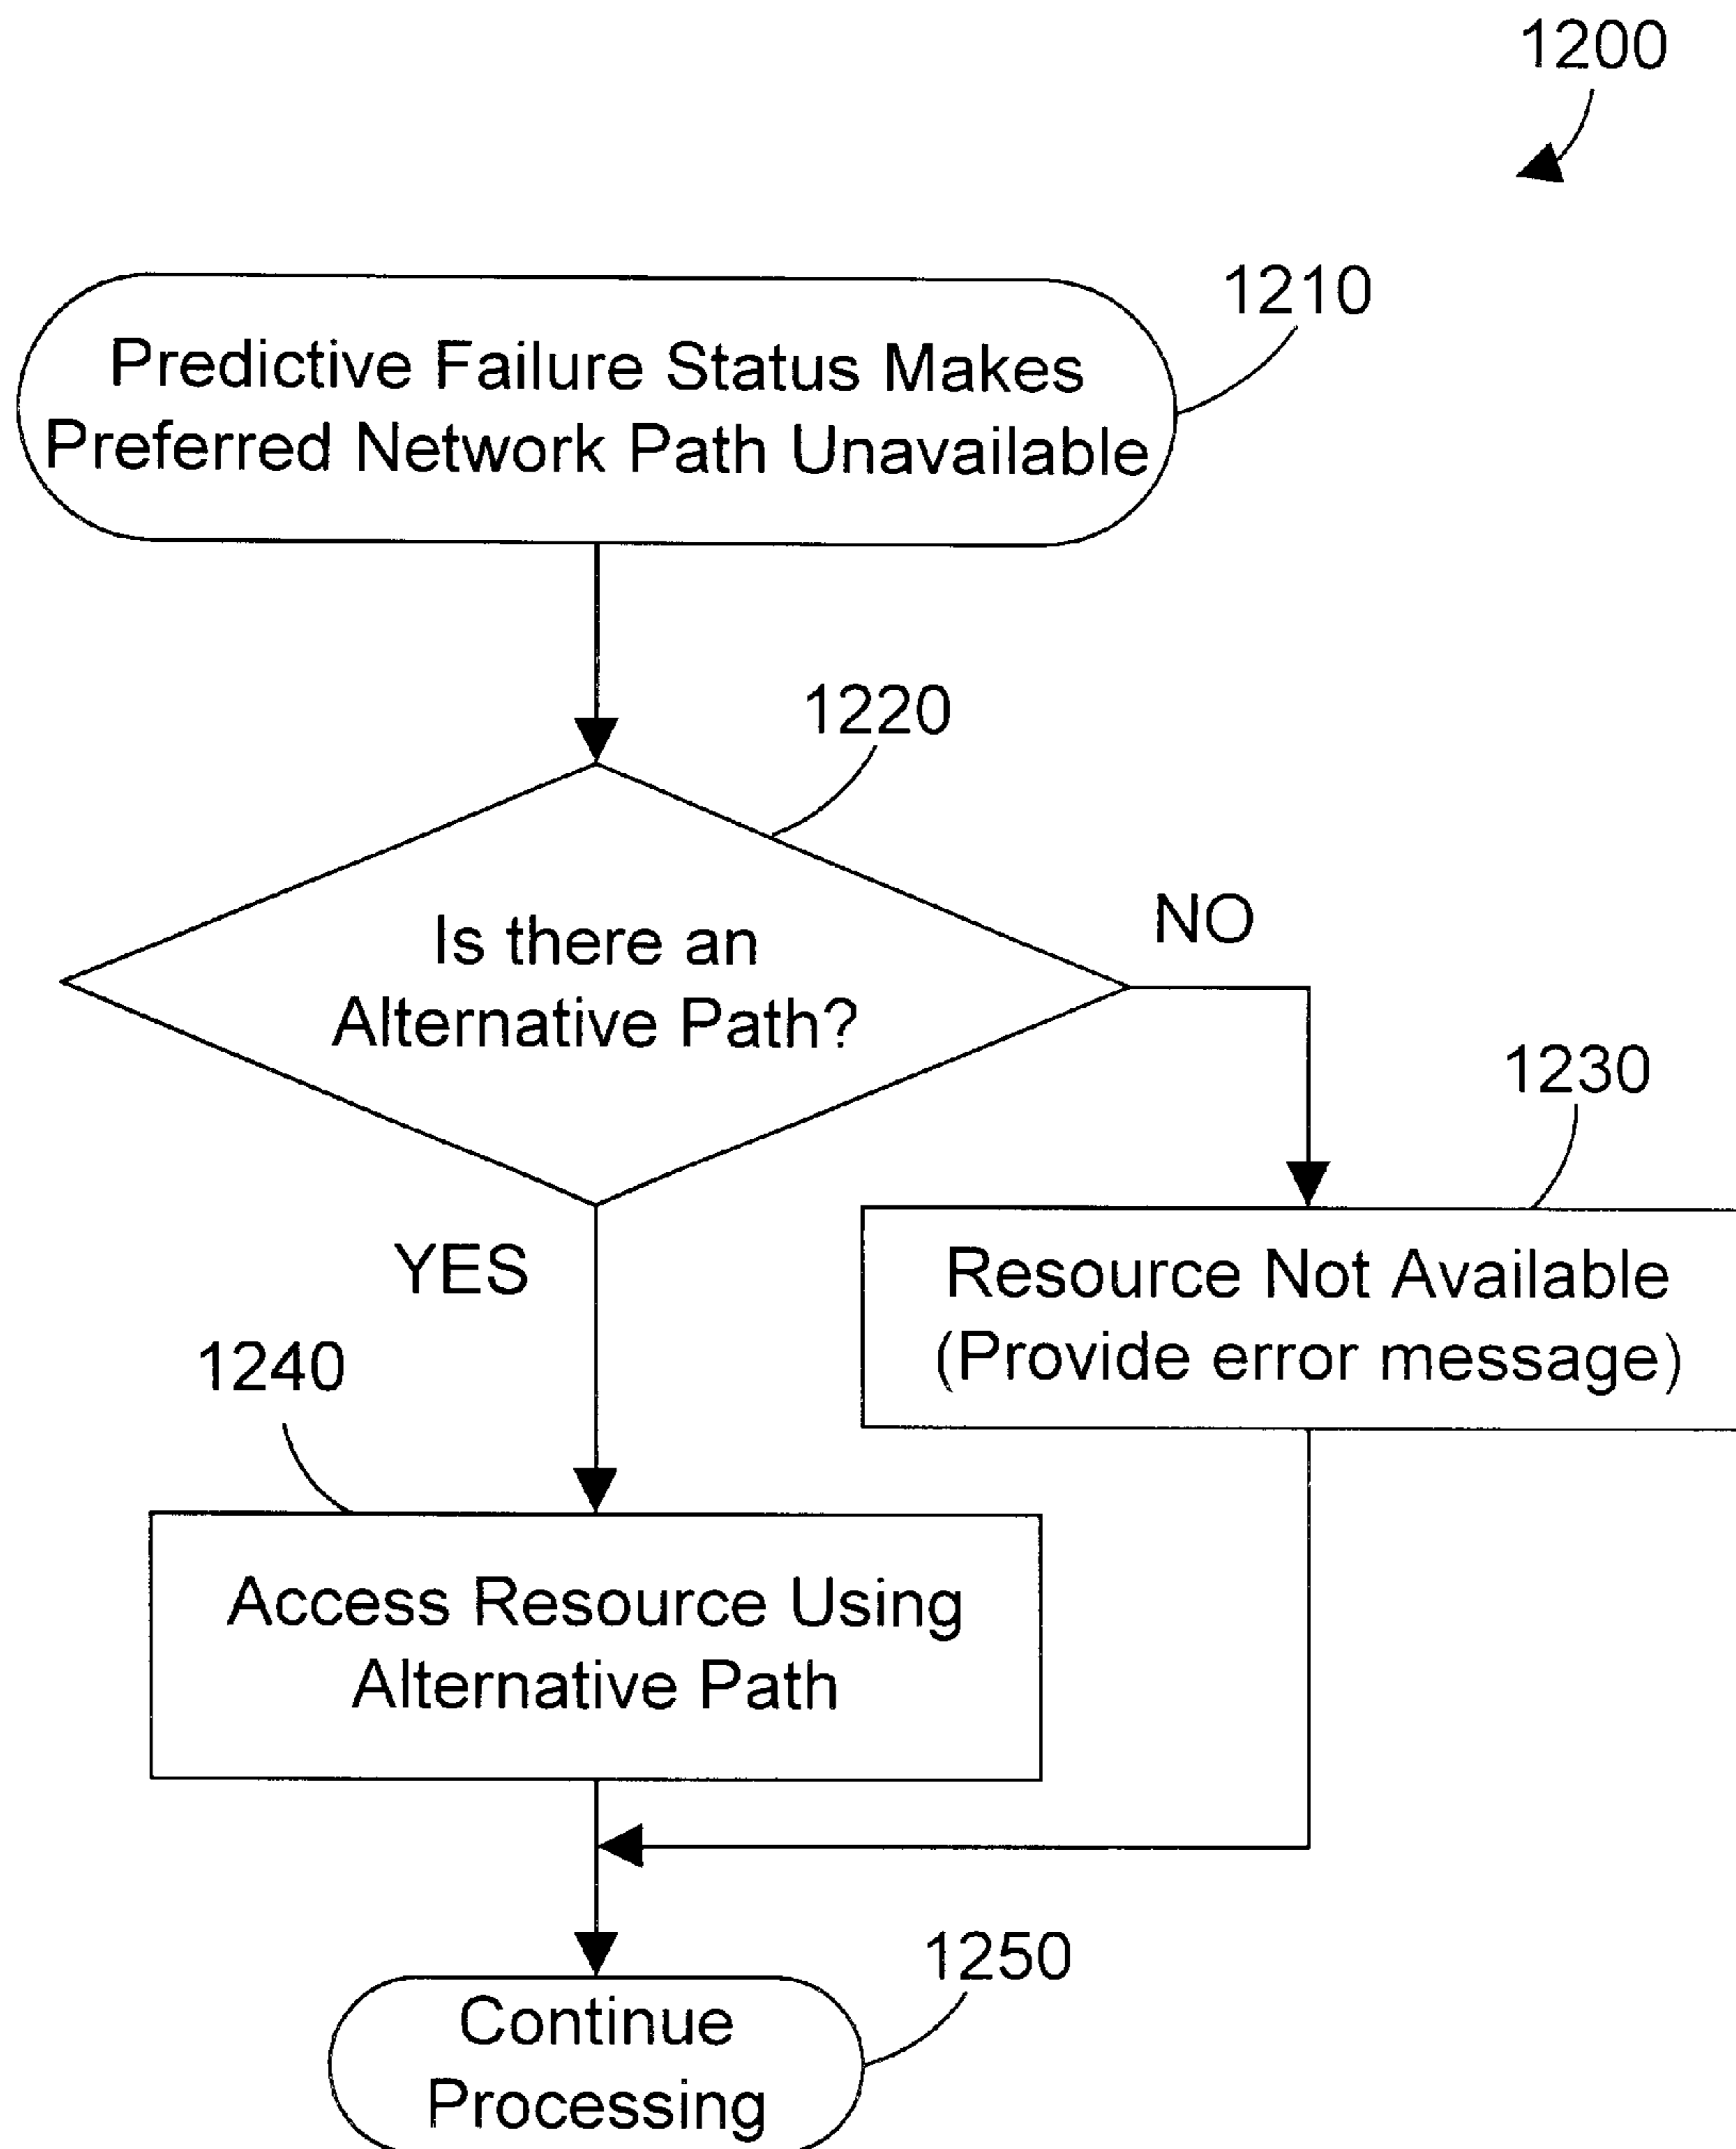 1200
1210
Predictive Failure Status Makes
Preferred Network Path Unavailable
1220
Is there an
Alternative Path?
NO
1230
Resource Not Available
(Provide error message)
YES
1240
Access Resource Using
Alternative Path
1250
Continue
Processing